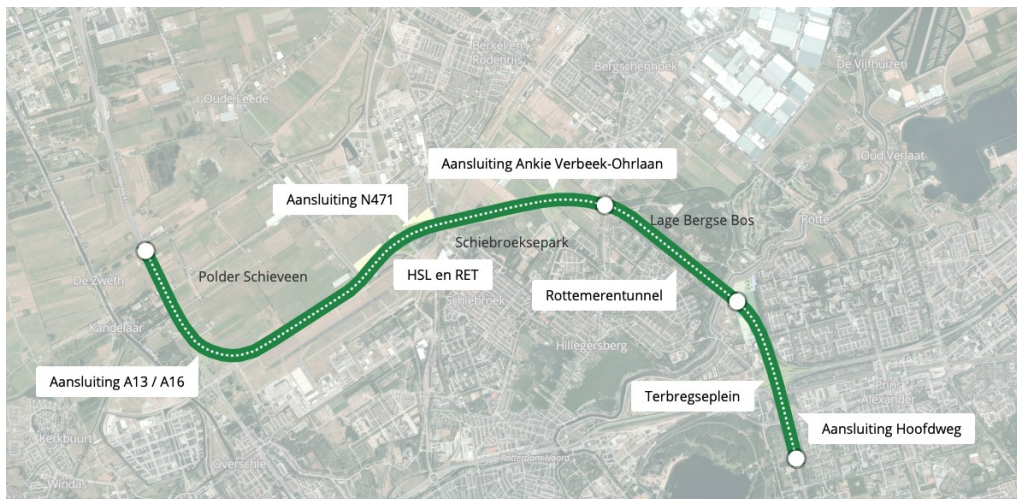 Berkel en
Rodenrijs
Bergschenhoek
De Vijfhuizen
Oude Leede
Oud Verlaat
Aansluiting Ankie Verbeek-Ohrlaan
Aansluiting N471
Lage Bergse Bos
Rotte
Schiebroeksepark
De Zweth
Polder Schieveen
HSL en RET
Rottemerentunnel
Schiebroek
Kandelaar
Hillegersberg
Aansluiting A13 / A16
Terbregseplein
Prins
Alexander
Aansluiting Hoofdweg
Kerkbuurt
Overschie
Rotterdam Noord
Windas